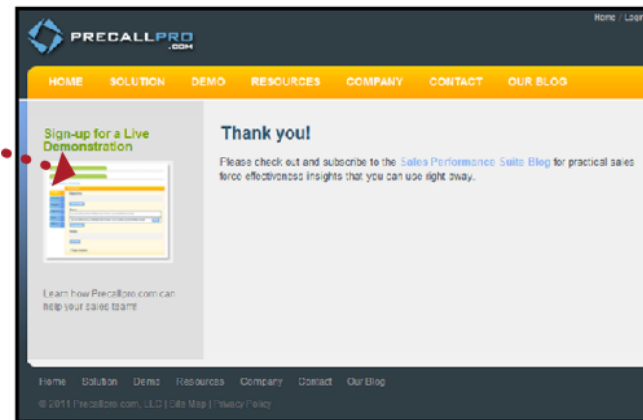 Home / Login
PRECALLPRO
.COM
HOME SOLUTION DEMO RESOURCES COMPANY CONTACT OUR BLOG
Sign-up for a Live
Demonstration
Thank you!
Please check out and subscribe to the Sales Performance Suite Blog for practical sales
force effectiveness insights that you can use right away.
Learn how Precallpro.com can
help your sales team!
Home Solution Demo Resources Company Contact Our Blog
© 2011 Precallpro.com, LLC | Site Map | Privacy Policy